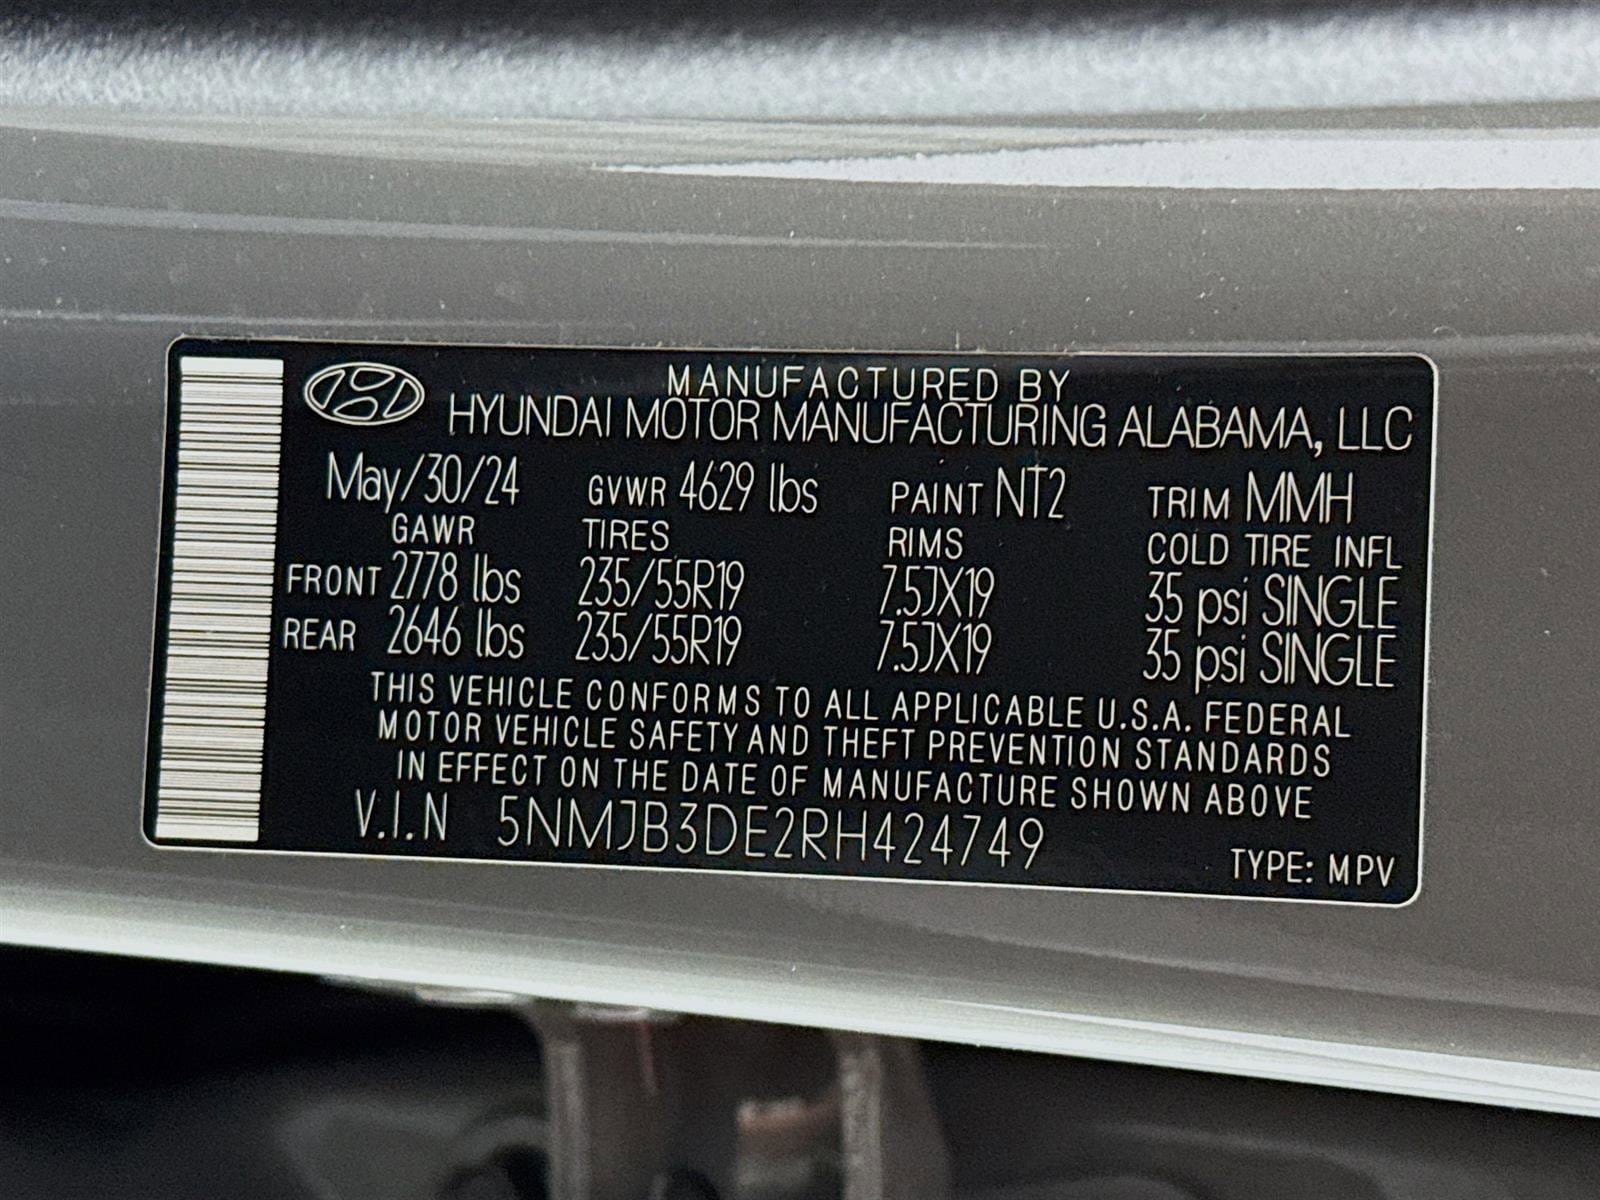 MANUFACTURED BY
HYUNDAI MOTOR MANUFACTURING ALABAMA, LLC
May/30/24 GVWR 4629 lbs PAINT NT2 TRIM MMH
GAWR TIRES RIMS COLD TIRE INFL
FRONT 2778 lbs 235/55R19 7.5JX19 35 psi SINGLE
REAR 2646 lbs 235/55R19 7.5JX19 35 psi SINGLE
THIS VEHICLE CONFORMS TO ALL APPLICABLE U.S.A. FEDERAL
MOTOR VEHICLE SAFETY AND THEFT PREVENTION STANDARDS
IN EFFECT ON THE DATE OF MANUFACTURE SHOWN ABOVE
V.I.N 5NMJB3DE2RH424749 TYPE: MPV